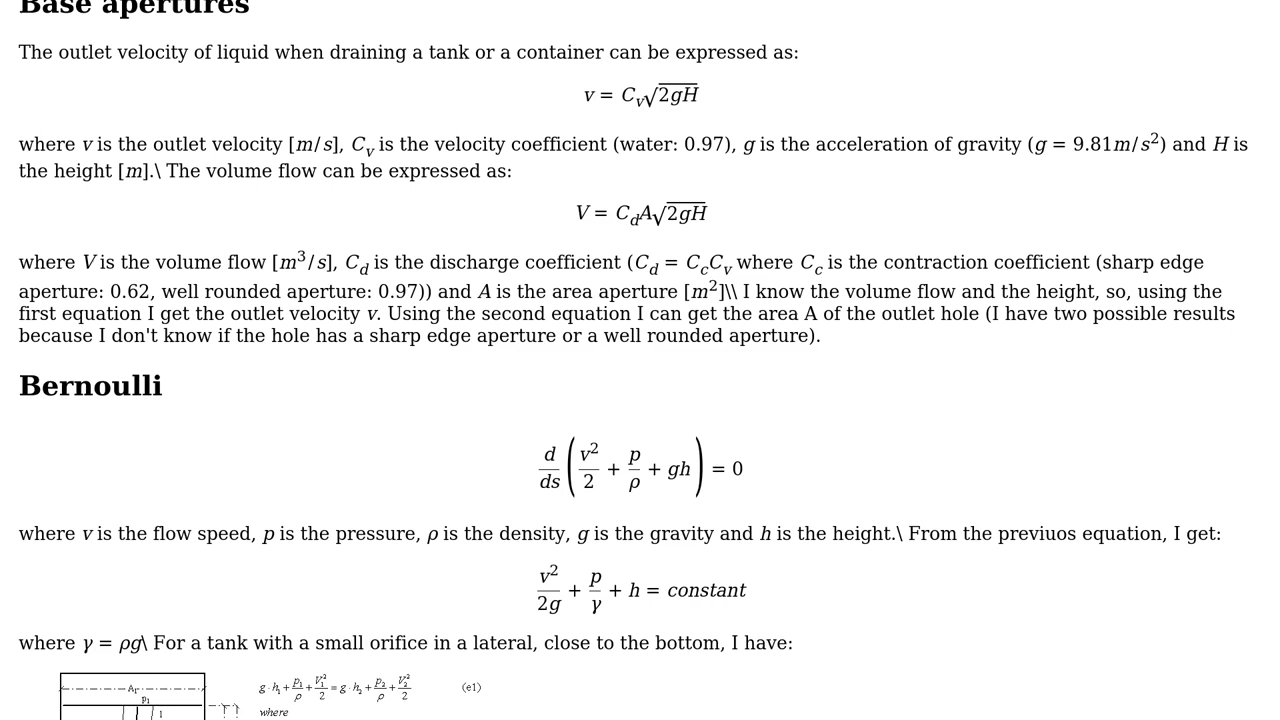 Base apertures
The outlet velocity of liquid when draining a tank or a container can be expressed as:
v = C_v√2gH
where v is the outlet velocity [m/s], C_v is the velocity coefficient (water: 0.97), g is the acceleration of gravity (g = 9.81m/s²) and H is
the height [m].\ The volume flow can be expressed as:
V = C_dA√2gH
where V is the volume flow [m³/s], C_d is the discharge coefficient (C_d = C_cC_v where C_c is the contraction coefficient (sharp edge
aperture: 0.62, well rounded aperture: 0.97)) and A is the area aperture [m²]\\ I know the volume flow and the height, so, using the
first equation I get the outlet velocity v. Using the second equation I can get the area A of the outlet hole (I have two possible results
because I don't know if the hole has a sharp edge aperture or a well rounded aperture).
Bernoulli
d/ds (v²/2 + p/ρ + gh) = 0
where v is the flow speed, p is the pressure, ρ is the density, g is the gravity and h is the height.\ From the previuos equation, I get:
v²/2g + p/γ + h = constant
where γ = ρg\ For a tank with a small orifice in a lateral, close to the bottom, I have:
A₁
p₁
1
g·h₁ + p₁/ρ + V₁²/2 = g·h₂ + p₂/ρ + V₂²/2 (e1)
where